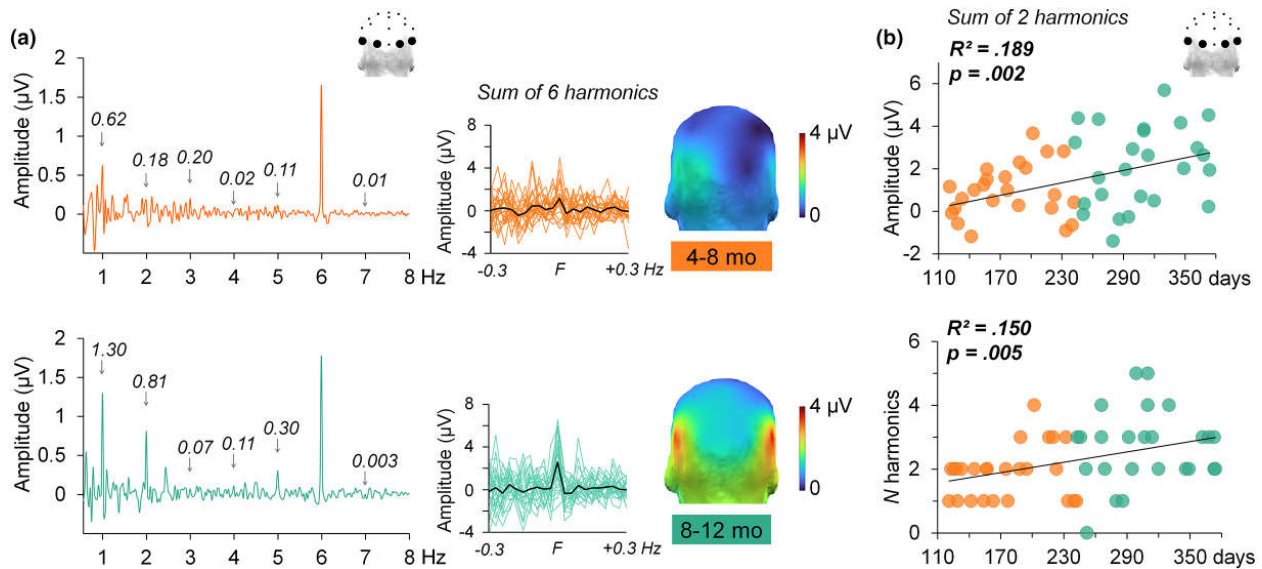 (a)
Amplitude (µV)
2
1.5
1
0.5
0
0.62
0.18
0.20
0.02
0.11
0.01
1 2 3 4 5 6 7 8 Hz
Sum of 6 harmonics
Amplitude (µV)
8
4
0
-4
-0.3 F +0.3 Hz
4 µV
0
4-8 mo
Amplitude (µV)
2
1.5
1
0.5
0
1.30
0.81
0.07
0.11
0.30
0.003
1 2 3 4 5 6 7 8 Hz
Amplitude (µV)
8
4
0
-4
-0.3 F +0.3 Hz
4 µV
0
8-12 mo
(b)
Sum of 2 harmonics
R² = .189
p = .002
Amplitude (µV)
8
6
4
2
0
-2
110 170 230 290 350 days
R² = .150
p = .005
N harmonics
6
4
2
0
110 170 230 290 350 days